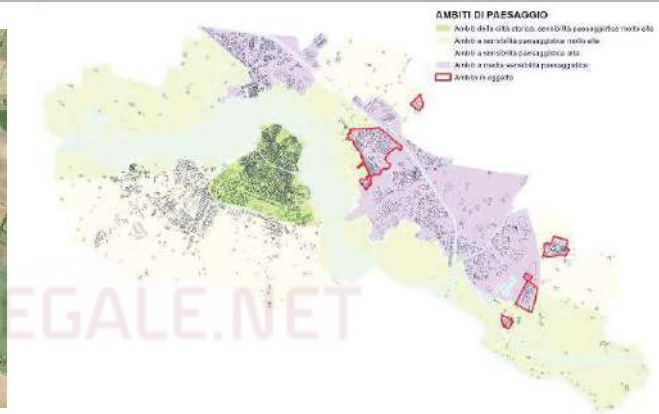 AMBITI DI PAESAGGIO
Ambiti della città storica, sensibilità paesaggistica molto alta
Ambiti a sensibilità paesaggistica molto alta
Ambiti a sensibilità paesaggistica alta
Ambiti a media sensibilità paesaggistica
Ambito in oggetto
EGALE.NET